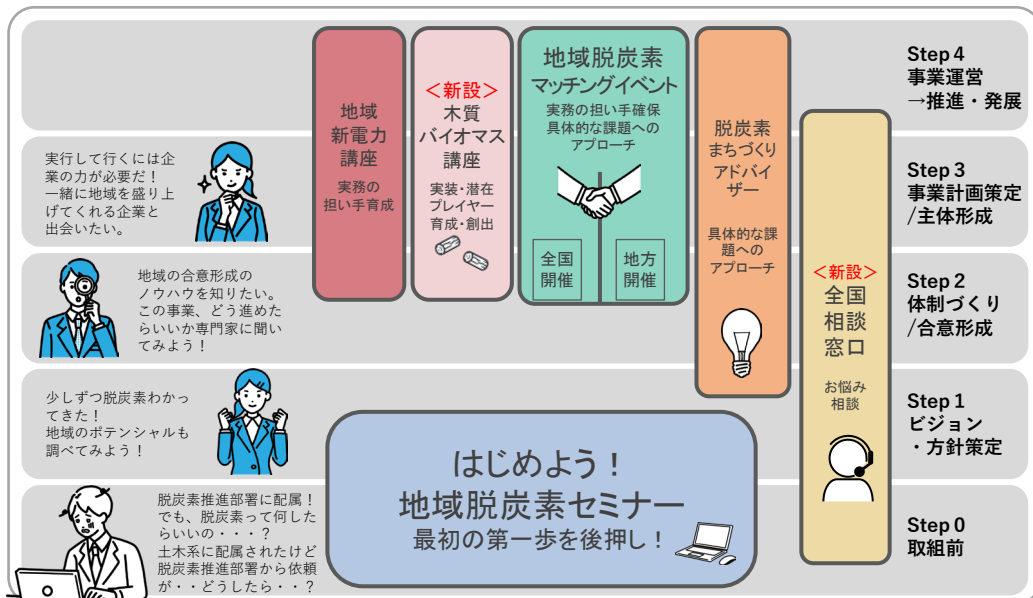 地域
新電力
講座
実務の
担い手育成
＜新設＞
木質
バイオマス
講座
実装・潜在
プレイヤー
育成・創出
地域脱炭素
マッチングイベント
実務の担い手確保
具体的な課題への
アプローチ
全国
開催
地方
開催
脱炭素
まちづくり
アドバイ
ザー
具体的な課
題への
アプローチ
＜新設＞
全国
相談
窓口
お悩み
相談
Step 4
事業運営
→推進・発展
実行して行くには企
業の力が必要だ！
一緒に地域を盛り上
げてくれる企業と
出会いたい。
Step 3
事業計画策定
/主体形成
地域の合意形成の
ノウハウを知りたい。
この事業、どう進めた
らいいか専門家に聞い
てみよう！
Step 2
体制づくり
/合意形成
少しずつ脱炭素わかっ
てきた！
地域のポテンシャルも
調べてみよう！
Step 1
ビジョン
・方針策定
はじめよう！
地域脱炭素セミナー
最初の第一歩を後押し！
脱炭素推進部署に配属！
でも、脱炭素って何した
らいいの・・・？
土木系に配属されたけど
脱炭素推進部署から依頼
が・・どうしたら・・？
Step 0
取組前